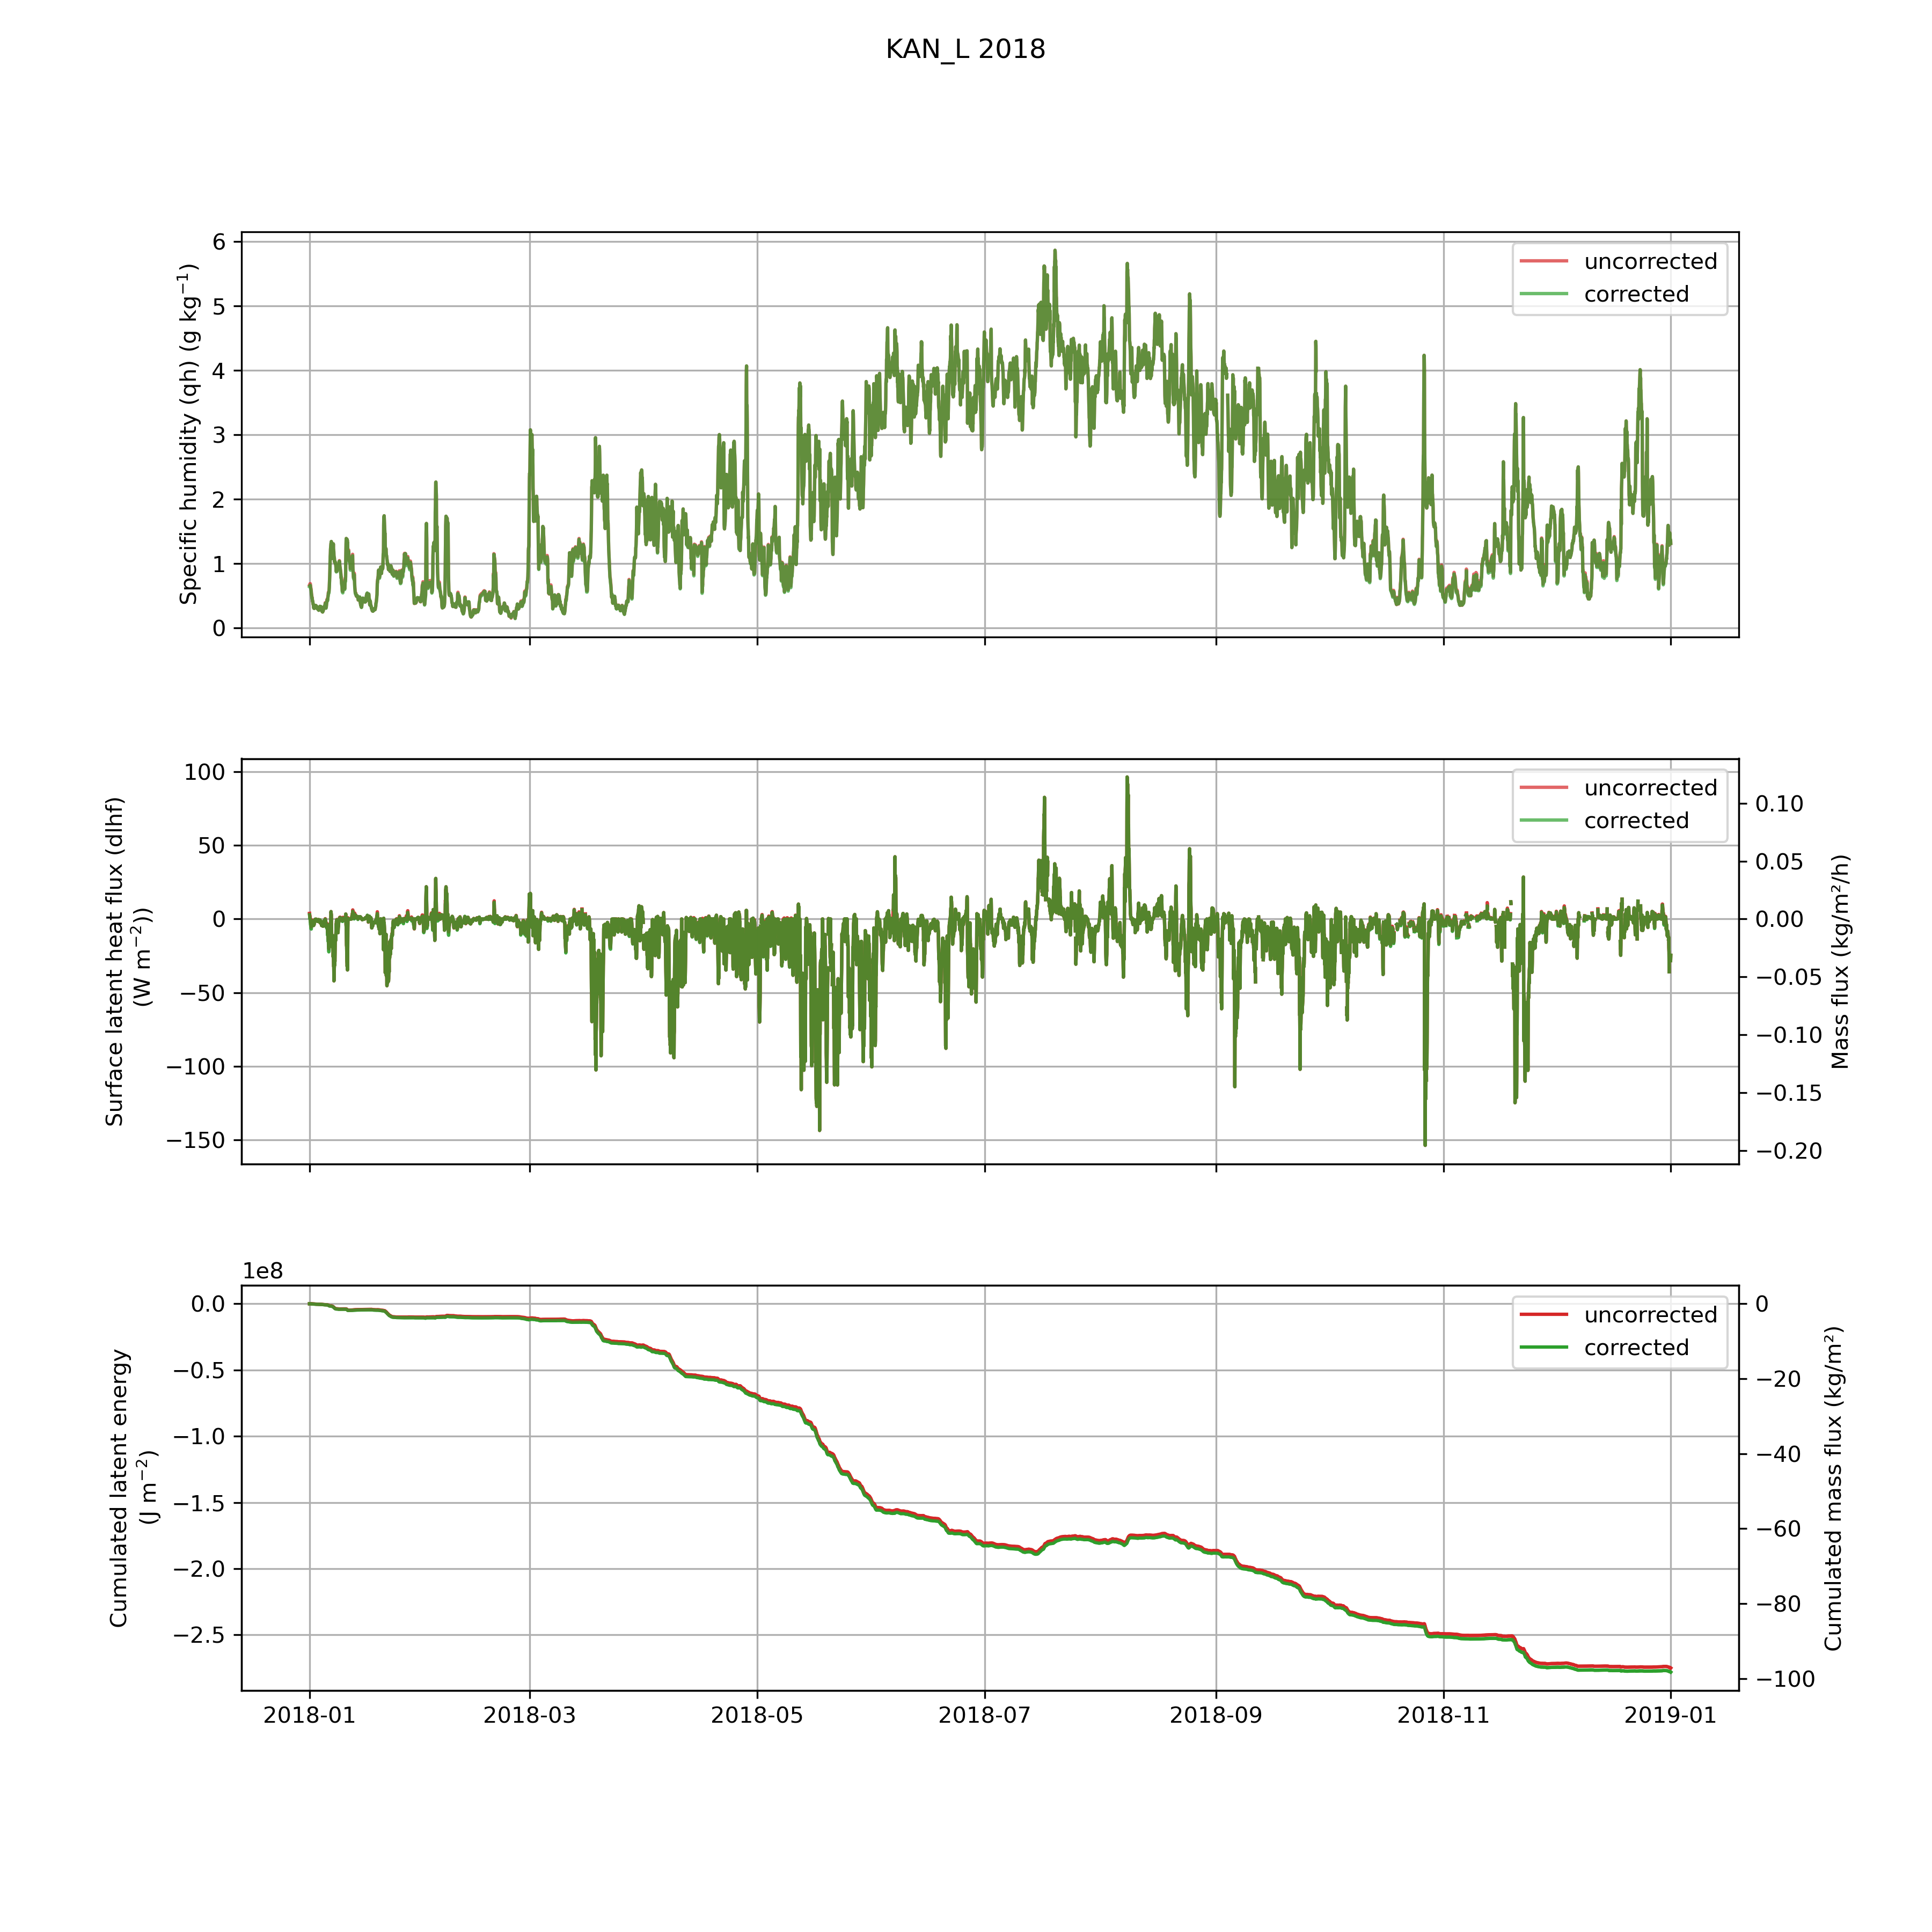 KAN_L 2018
Specific humidity (qh) (g kg⁻¹)
6
5
4
3
2
1
0
uncorrected
corrected
Surface latent heat flux (dlhf)
(W m⁻²))
100
50
0
−50
−100
−150
uncorrected
corrected
0.10
0.05
0.00
−0.05
−0.10
−0.15
−0.20
Mass flux (kg/m²/h)
1e8
Cumulated latent energy
(J m⁻²)
0.0
−0.5
−1.0
−1.5
−2.0
−2.5
uncorrected
corrected
0
−20
−40
−60
−80
−100
Cumulated mass flux (kg/m²)
2018-01 2018-03 2018-05 2018-07 2018-09 2018-11 2019-01